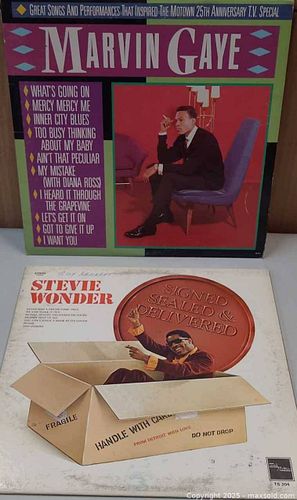 GREAT SONGS AND PERFORMANCES THAT INSPIRED THE MOTOWN 25TH ANNIVERSARY T.V. SPECIAL
MARVIN GAYE
WHAT'S GOING ON
MERCY MERCY ME
INNER CITY BLUES
TOO BUSY THINKING
ABOUT MY BABY
AIN'T THAT PECULIAR
MY MISTAKE
(WITH DIANA ROSS)
I HEARD IT THROUGH
THE GRAPEVINE
LET'S GET IT ON
GOT TO GIVE IT UP
I WANT YOU
STEVIE
WONDER
SIGNED
SEALED &
DELIVERED
FRAGILE
HANDLE WITH CARE
FROM DETROIT WITH LOVE
DO NOT DROP
TS 304
Copyright © 2025 - maxsold.com